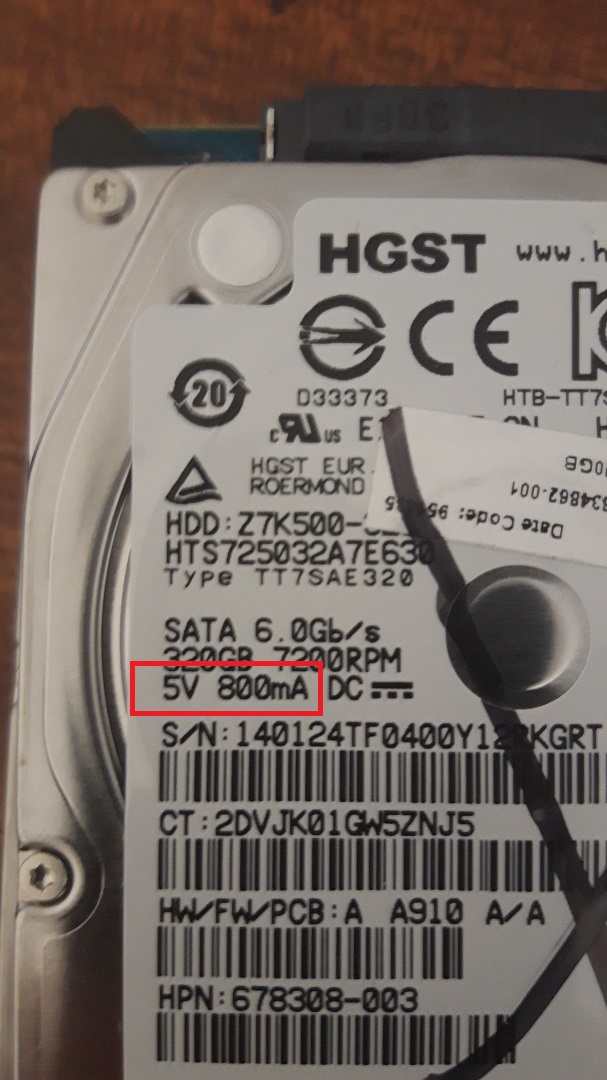 HGST www.h
20
D33373 HTB-TT7S
c UL us
HGST EUR.
ROERMOND
Date Code:
HDD:Z7K500-
HTS725032A7E630
Type TT7SAE320
SATA 6.0Gb/s
320GB 7200RPM
5V 800mA DC
S/N:
CT:2DVJK01GW5ZNJ5
HW/FW/PCB:A A910 A/A
HPN:678308-003